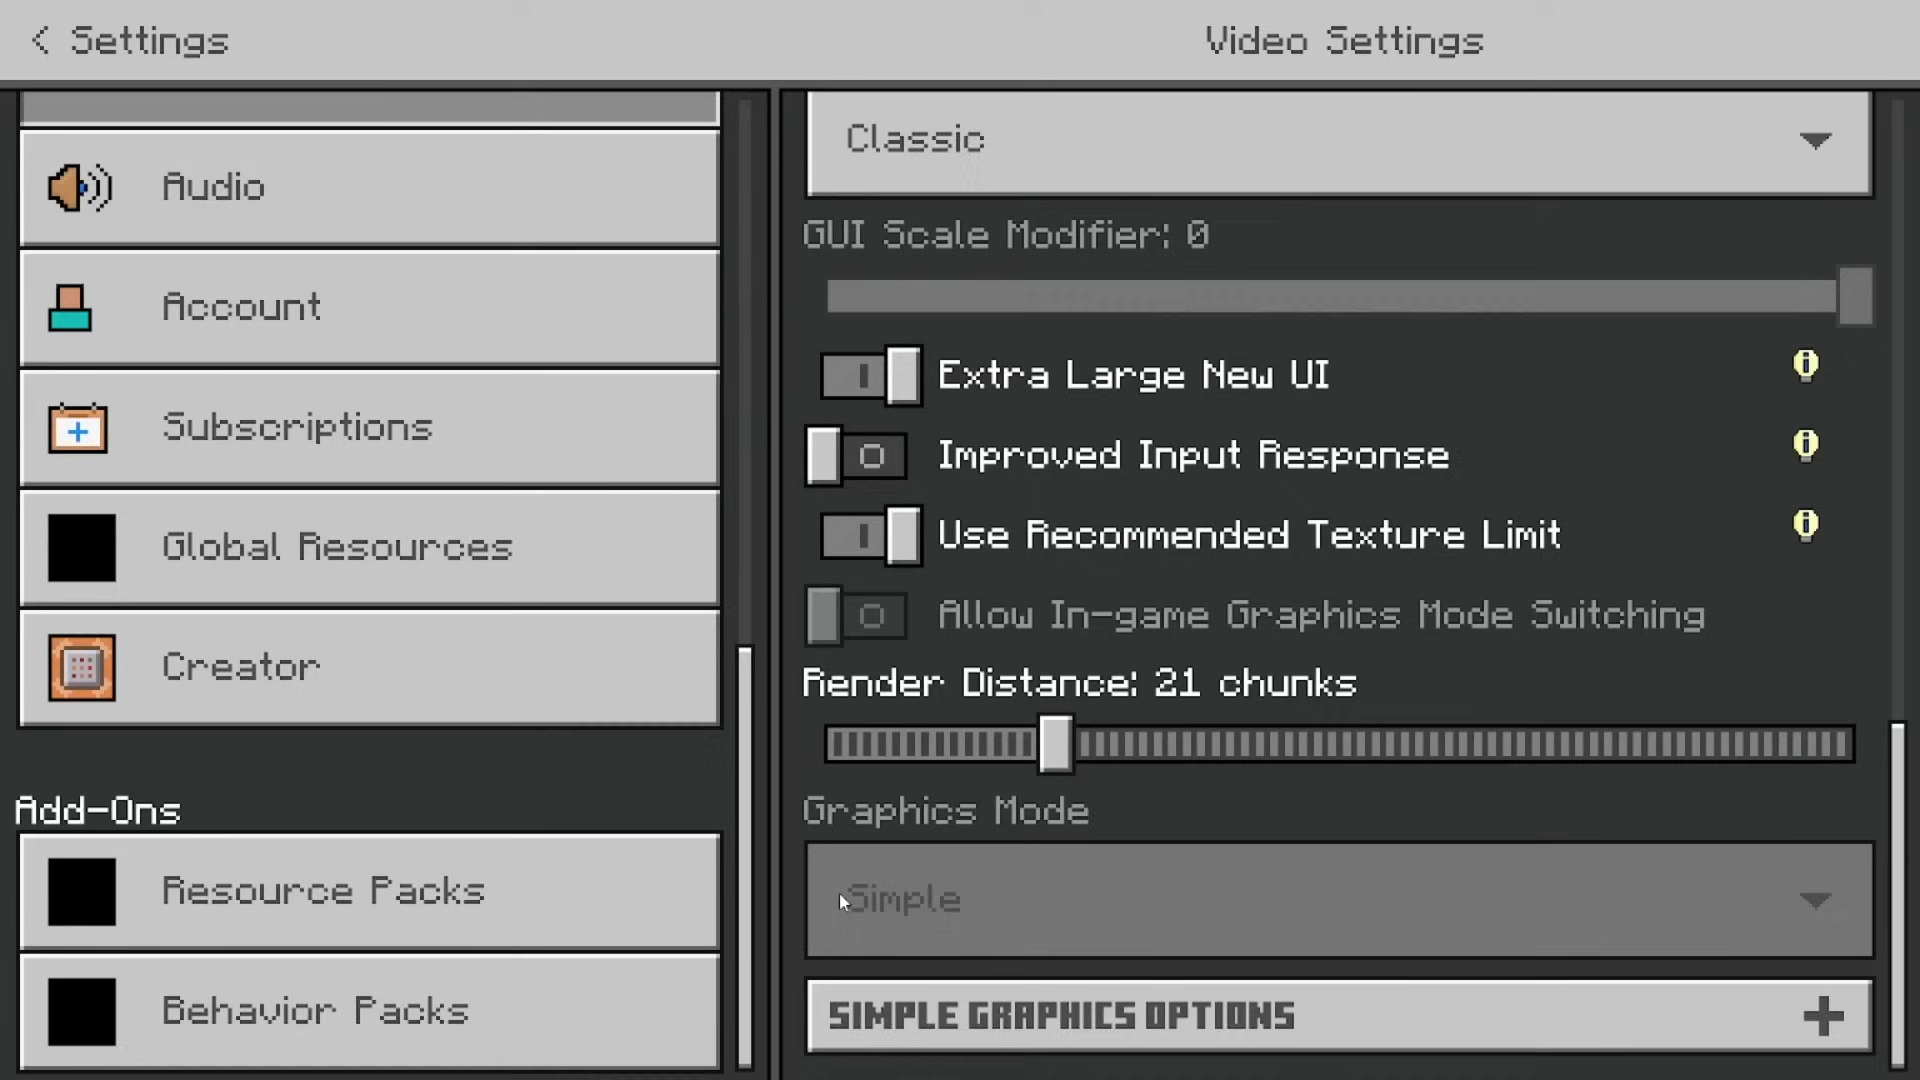 Settings
Video Settings
Audio
Account
Subscriptions
Global Resources
Creator
Add-Ons
Resource Packs
Behavior Packs
Classic
GUI Scale Modifier: 0
Extra Large New UI
Improved Input Response
Use Recommended Texture Limit
Allow In-game Graphics Mode Switching
Render Distance: 21 chunks
Graphics Mode
Simple
SIMPLE GRAPHICS OPTIONS